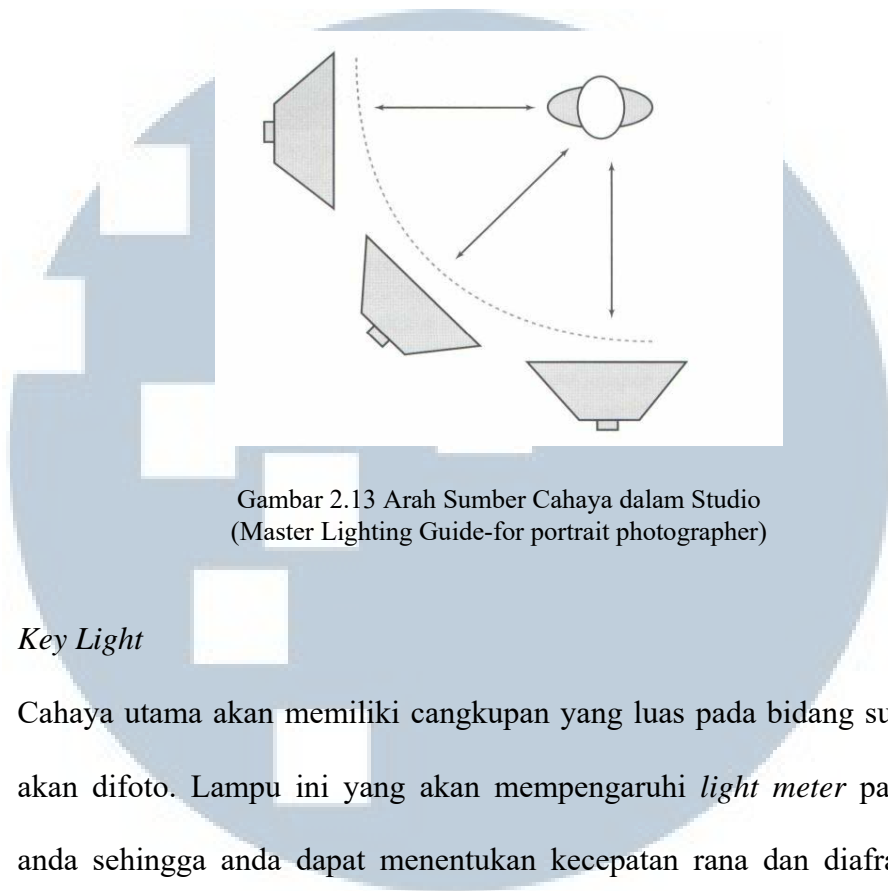 Gambar 2.13 Arah Sumber Cahaya dalam Studio
(Master Lighting Guide-for portrait photographer)
Key Light
Cahaya utama akan memiliki cangkupan yang luas pada bidang su
akan difoto. Lampu ini yang akan mempengaruhi light meter pa
anda sehingga anda dapat menentukan kecepatan rana dan diafra